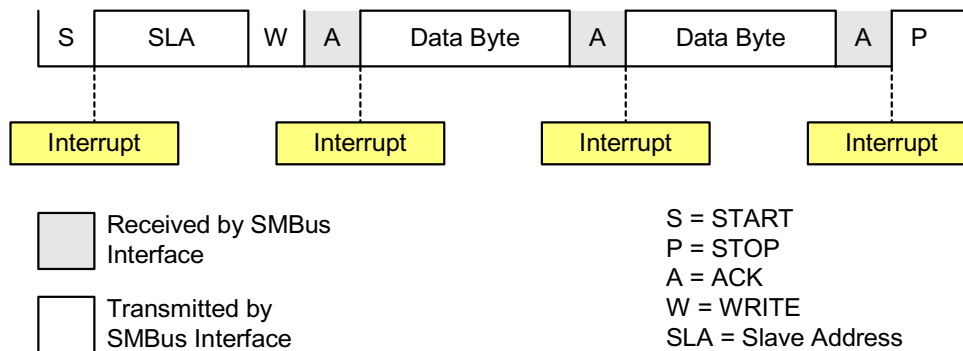 S SLA W A Data Byte A Data Byte A P
Interrupt Interrupt Interrupt Interrupt
Received by SMBus
Interface
Transmitted by
SMBus Interface
S = START
P = STOP
A = ACK
W = WRITE
SLA = Slave Address